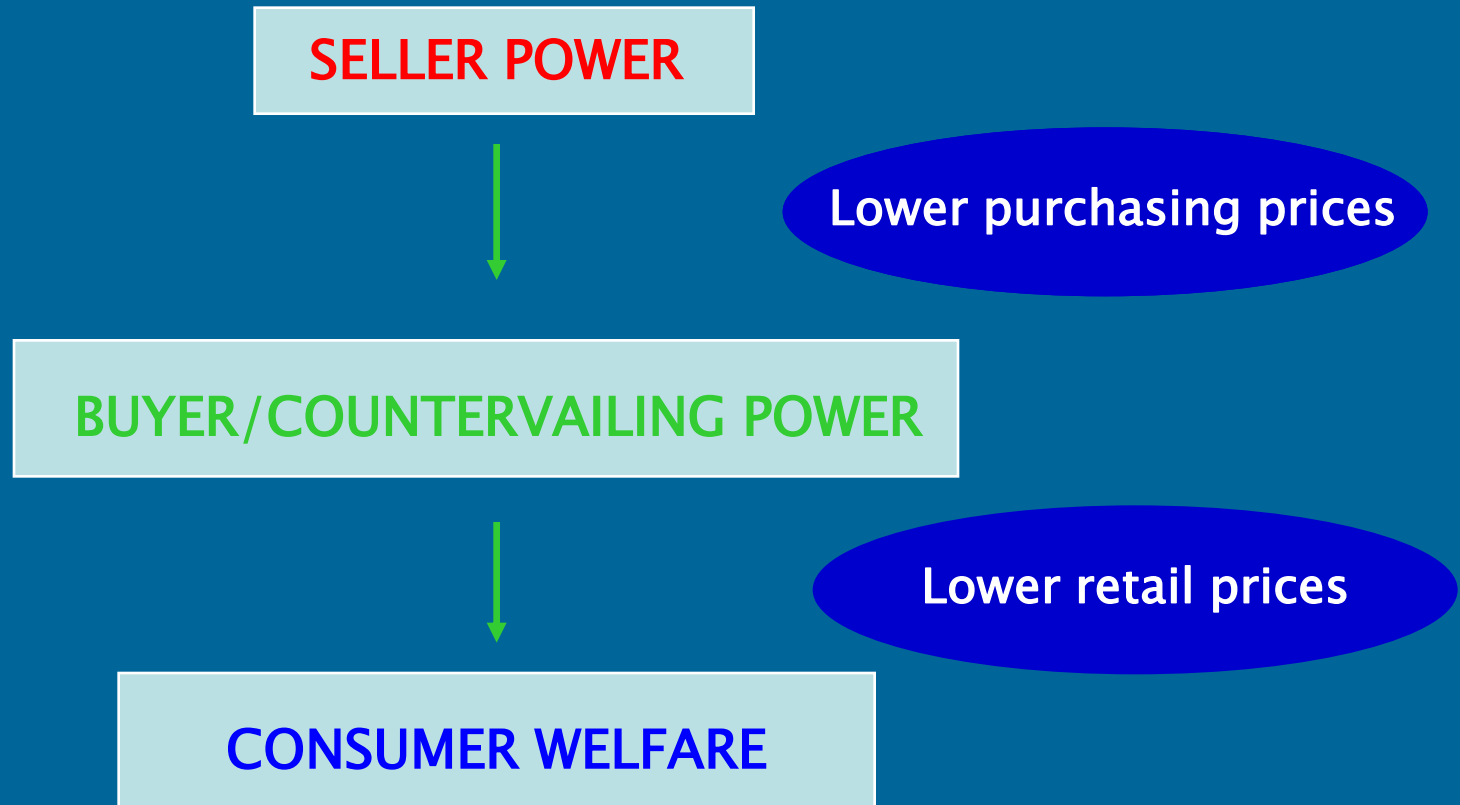 SELLER POWER
Lower purchasing prices
BUYER/COUNTERVAILING POWER
Lower retail prices
CONSUMER WELFARE